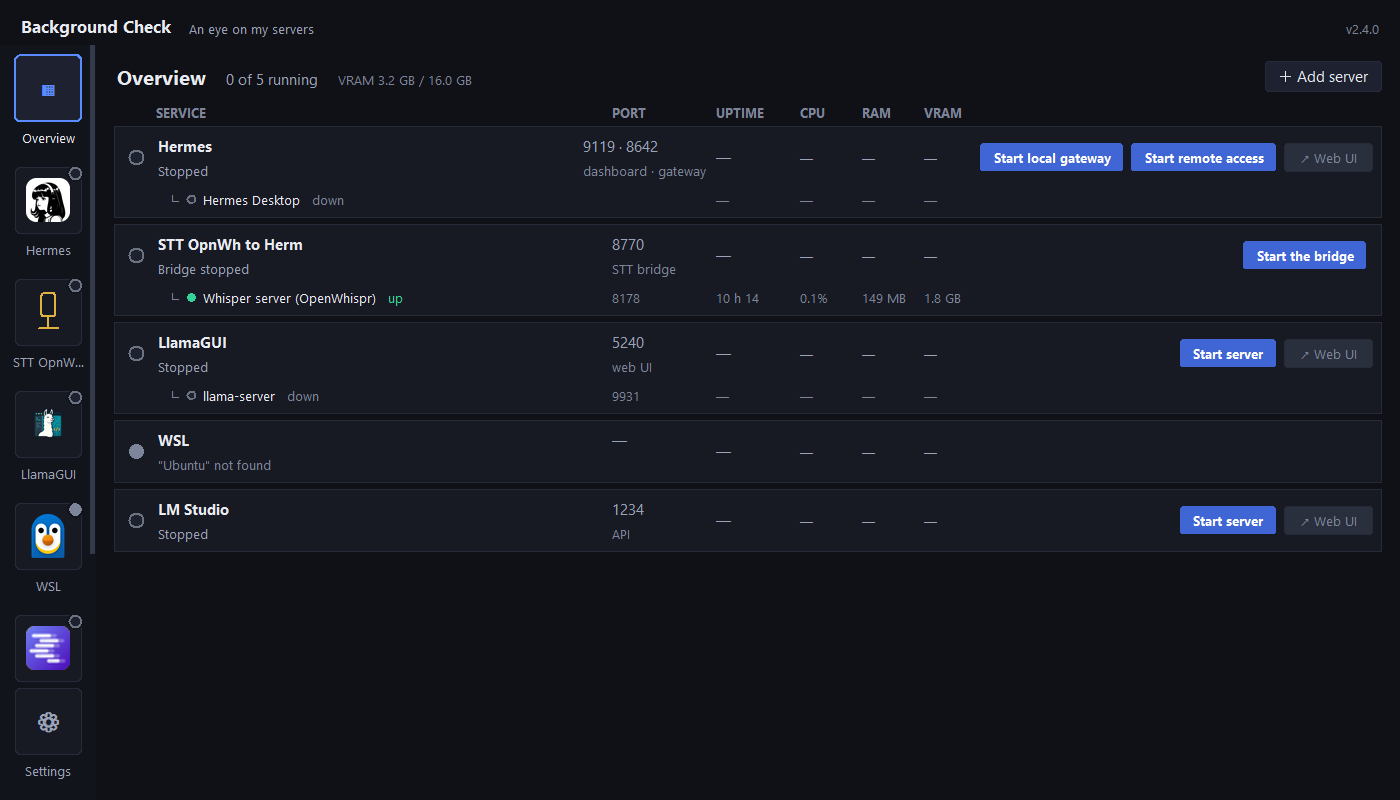 Background Check An eye on my servers v2.4.0
Overview 0 of 5 running VRAM 3.2 GB / 16.0 GB + Add server
SERVICE PORT UPTIME CPU RAM VRAM
Hermes 9119 · 8642 — — — — Start local gateway Start remote access ↗ Web UI
Stopped dashboard · gateway
└ Hermes Desktop down — — — —
STT OpnWh to Herm 8770 — — — — Start the bridge
Bridge stopped STT bridge
└ Whisper server (OpenWhispr) up 8178 10 h 14 0.1% 149 MB 1.8 GB
LlamaGUI 5240 — — — — Start server ↗ Web UI
Stopped web UI
└ llama-server down 9931 — — — —
WSL — — — — —
"Ubuntu" not found
LM Studio 1234 — — — — Start server ↗ Web UI
Stopped API
Overview
Hermes
STT OpnW...
LlamaGUI
WSL
Settings